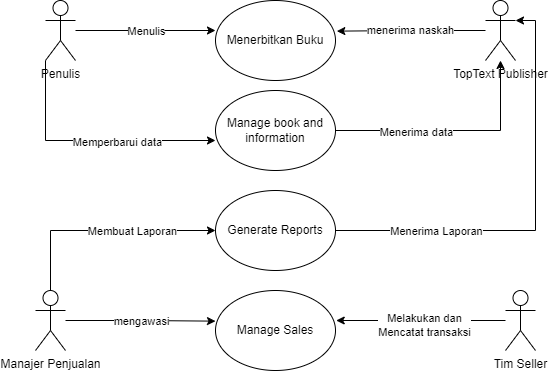 Menulis
Menerbitkan Buku
menerima naskah
Penulis
TopText Publisher
Manage book and
information
Memperbarui data
Menerima data
Membuat Laporan
Generate Reports
Menerima Laporan
mengawasi
Manage Sales
Melakukan dan
Mencatat transaksi
Manajer Penjualan
Tim Seller